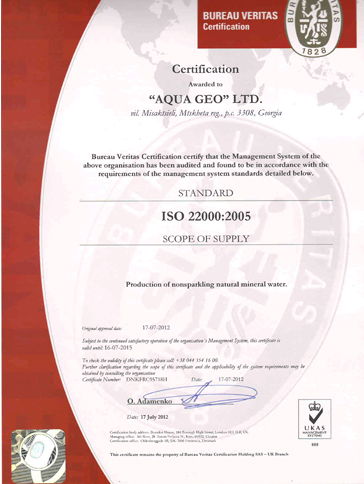 BUREAU VERITAS
Certification
BUREAU VERITAS
1828
Certification
Awarded to
“AQUA GEO” LTD.
vil. Misaktsieli, Mtskheta reg., p.c. 3308, Georgia
Bureau Veritas Certification certify that the Management System of the
above organisation has been audited and found to be in accordance with the
requirements of the management system standards detailed below.
STANDARD
ISO 22000:2005
SCOPE OF SUPPLY
Production of nonsparkling natural mineral water.
Original approval date: 17-07-2012
Subject to the continued satisfactory operation of the organisation's Management System, this certificate is
valid until: 16-07-2015
To check the validity of this certificate please call: +38 044 354 16 00.
Further clarification regarding the scope of this certificate and the applicability of the system requirements may be
obtained by consulting the organisation
Certificate Number: Date: 17-07-2012
O. Adamenko
Date: 17 July 2012
UKAS
MANAGEMENT
SYSTEMS
008
This certificate remains the property of Bureau Veritas Certification Holding SAS – UK Branch